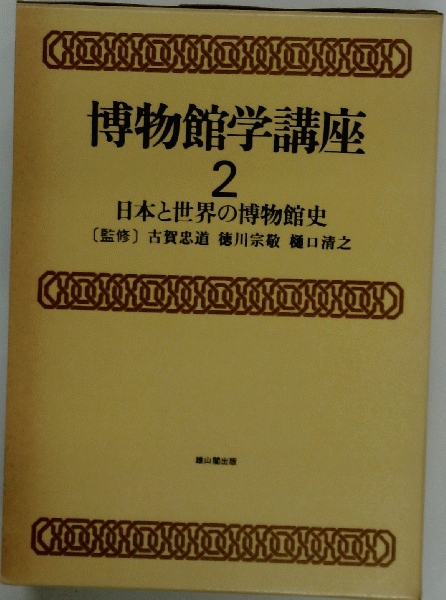 博物館学講座
2
日本と世界の博物館史
〔監修〕古賀忠道 徳川宗敬 樋口清之
雄山閣出版